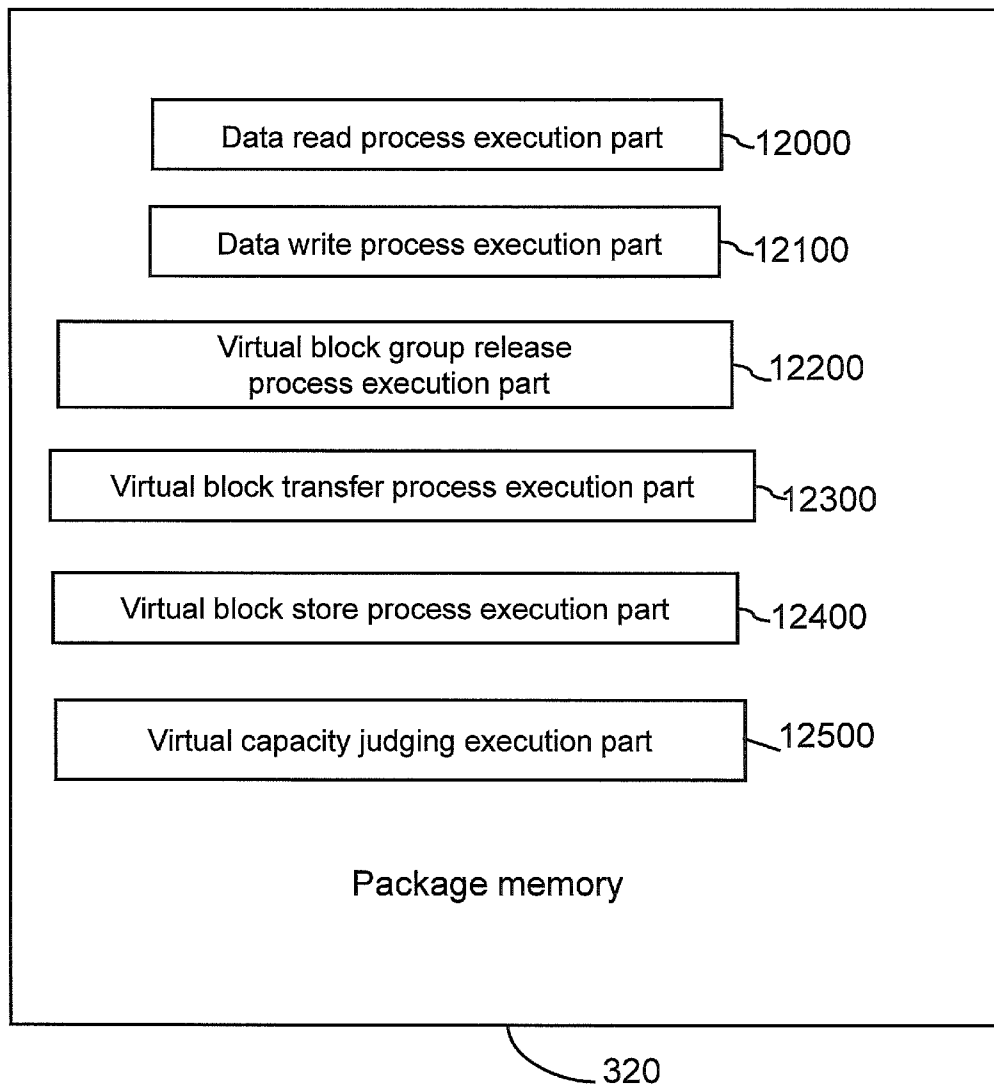 Data read process execution part
12000
Data write process execution part
12100
Virtual block group release
process execution part
12200
Virtual block transfer process execution part
12300
Virtual block store process execution part
12400
Virtual capacity judging execution part
12500
Package memory
320